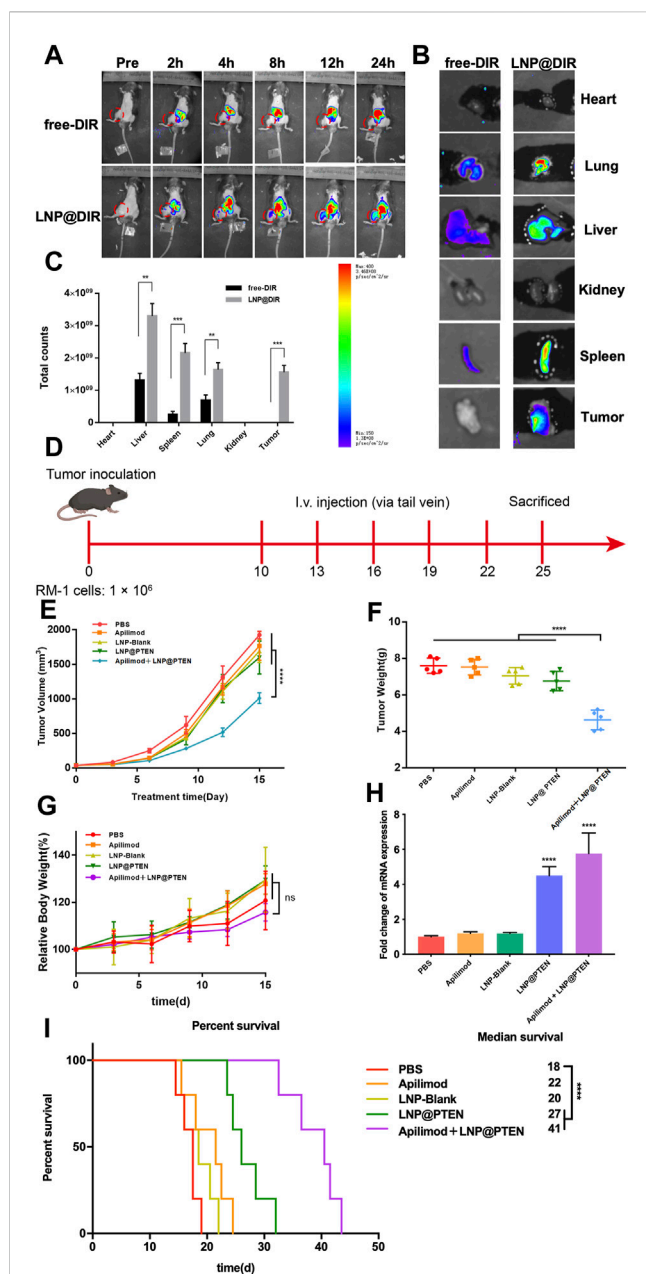 A
Pre 2h 4h 8h 12h 24h
free-DIR
LNP@DIR
B
free-DIR LNP@DIR
Heart
Lung
Liver
Kidney
Spleen
Tumor
C
Total counts
4×10⁰⁹
3×10⁰⁹
2×10⁰⁹
1×10⁰⁹
0
free-DIR
LNP@DIR
** *** ** ***
Heart Liver Spleen Lung Kidney Tumor
D
Tumor inoculation
I.v. injection (via tail vein) Sacrificed
0 10 13 16 19 22 25
RM-1 cells: 1 × 10⁶
E
Tumor Volume (mm³)
2000
1500
1000
500
0
PBS
Apilimod
LNP-Blank
LNP@PTEN
Apilimod+LNP@PTEN
****
0 5 10 15
Treatment time(Day)
F
Tumor Weight(g)
10
8
6
4
2
0
****
PBS Apilimod LNP-Blank LNP@ PTEN Apilimod+LNP@ PTEN
G
Relative Body Weight(%)
140
120
100
PBS
Apilimod
LNP-Blank
LNP@PTEN
Apilimod+LNP@PTEN
ns
0 5 10 15
time(d)
H
Fold change of mRNA expression
8
6
4
2
0
**** ****
PBS Apilimod LNP-Blank LNP@PTEN Apilimod + LNP@PTEN
I
Percent survival
Percent survival
100
50
0
0 10 20 30 40 50
time(d)
Median survival
PBS 18
Apilimod 22
LNP-Blank 20
LNP@PTEN 27
Apilimod+LNP@PTEN 41
****